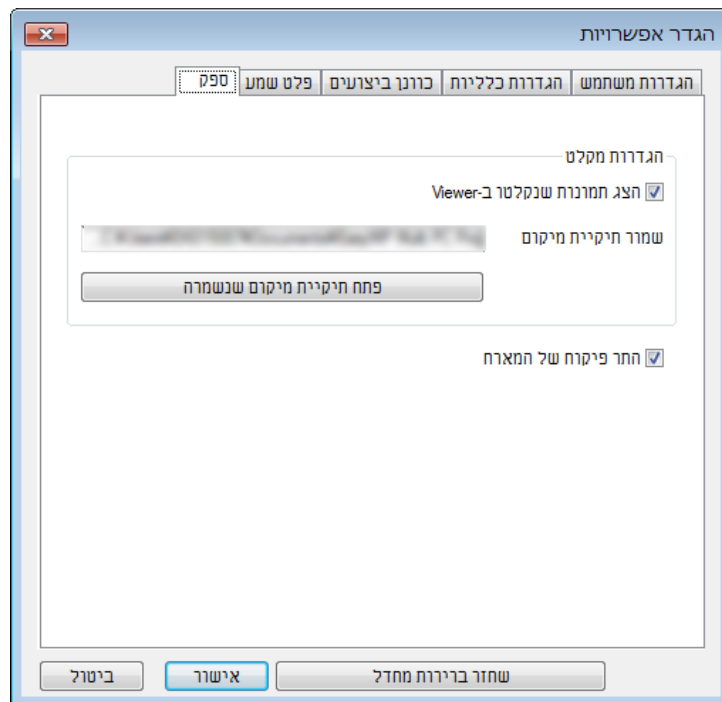 הגדר אפשרויות
הגדרות משתמש
הגדרות כלליות
כוונן ביצועים
פלט שמע
ספק
הגדרות מקלט
הצג תמונות שנקלטו ב-Viewer
שמור תיקיית מיקום
פתח תיקיית מיקום שנשמרה
התר פיקוח של המארח
שחזר ברירות מחדל
אישור
ביטול